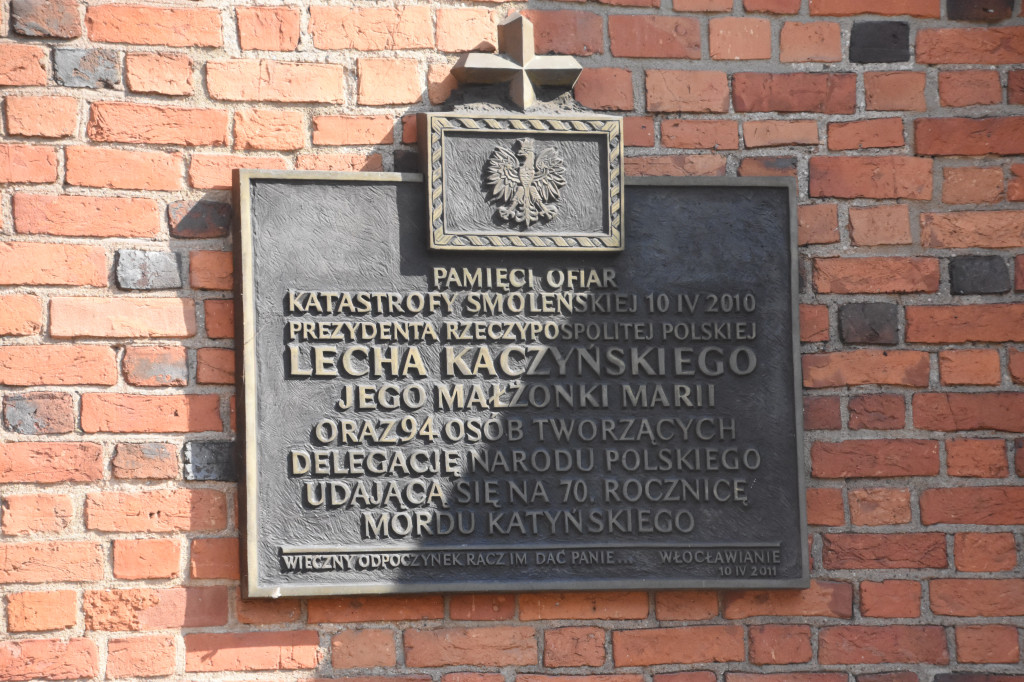 PAMIĘCI OFIAR
KATASTROFY SMOLEŃSKIEJ 10 IV 2010
PREZYDENTA RZECZYPOSPOLITEJ POLSKIEJ
LECHA KACZYŃSKIEGO
JEGO MAŁŻONKI MARII
ORAZ 94 OSÓB TWORZĄCYCH
DELEGACJĘ NARODU POLSKIEGO
UDAJĄCĄ SIĘ NA 70. ROCZNICĘ
MORDU KATYŃSKIEGO
WIECZNY ODPOCZYNEK RACZ IM DAĆ PANIE... WŁOCŁAWIANIE
10 IV 2011